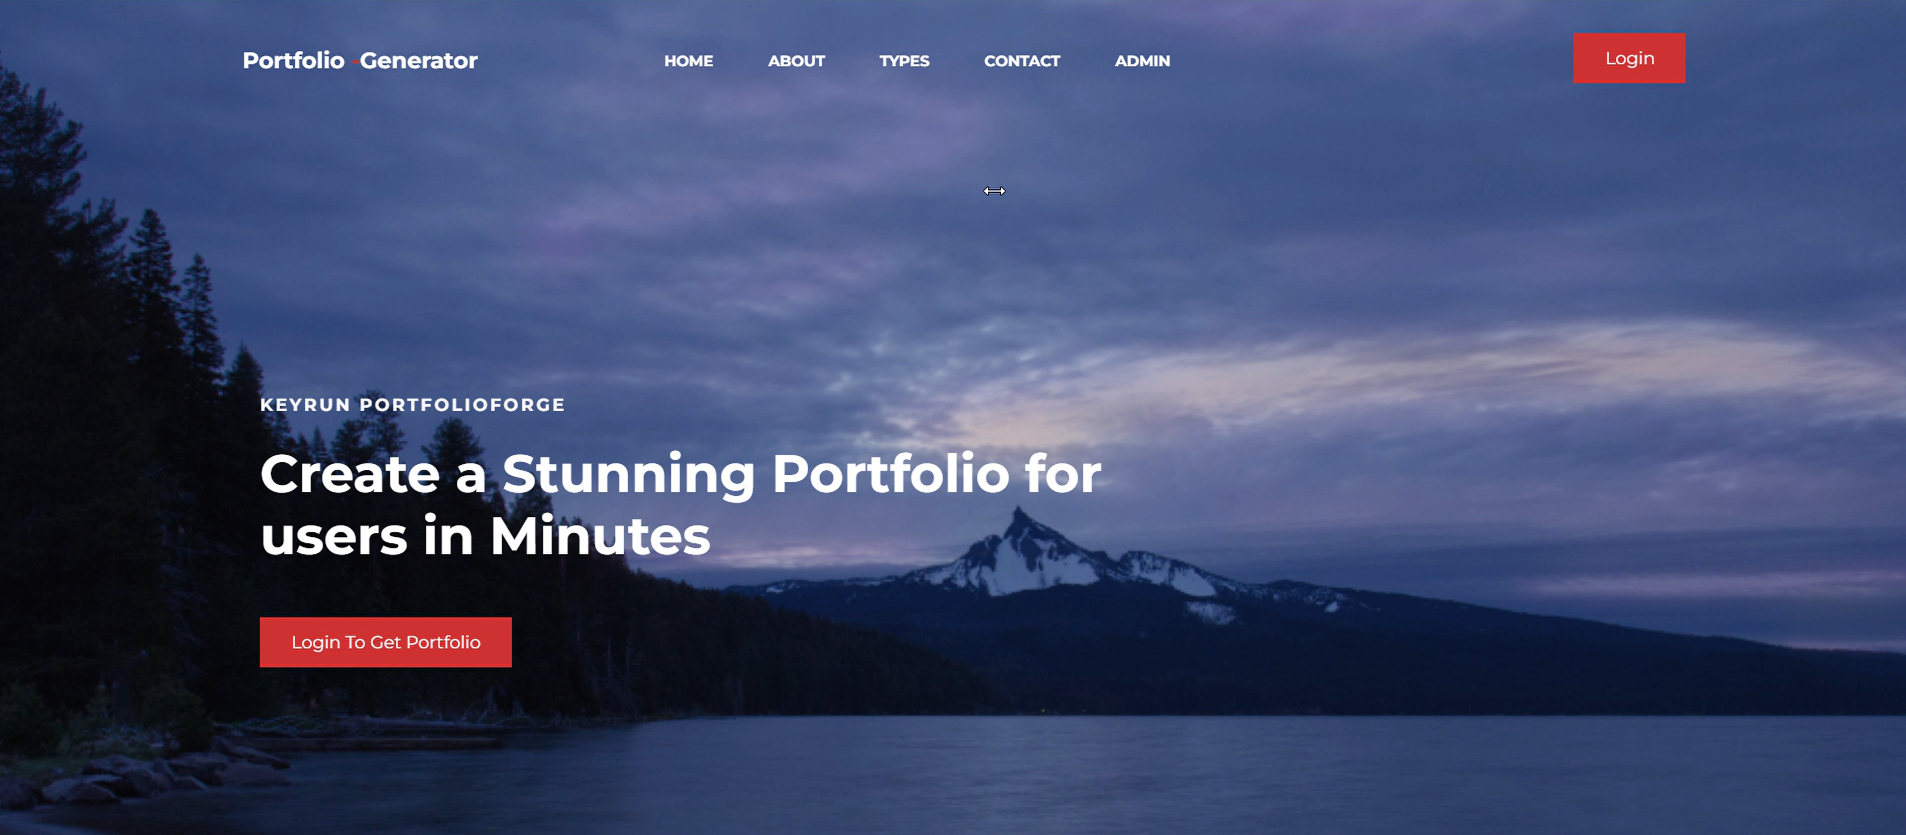 Portfolio -Generator
HOME ABOUT TYPES CONTACT ADMIN
Login
KEYRUN PORTFOLIOFORGE
Create a Stunning Portfolio for
users in Minutes
Login To Get Portfolio